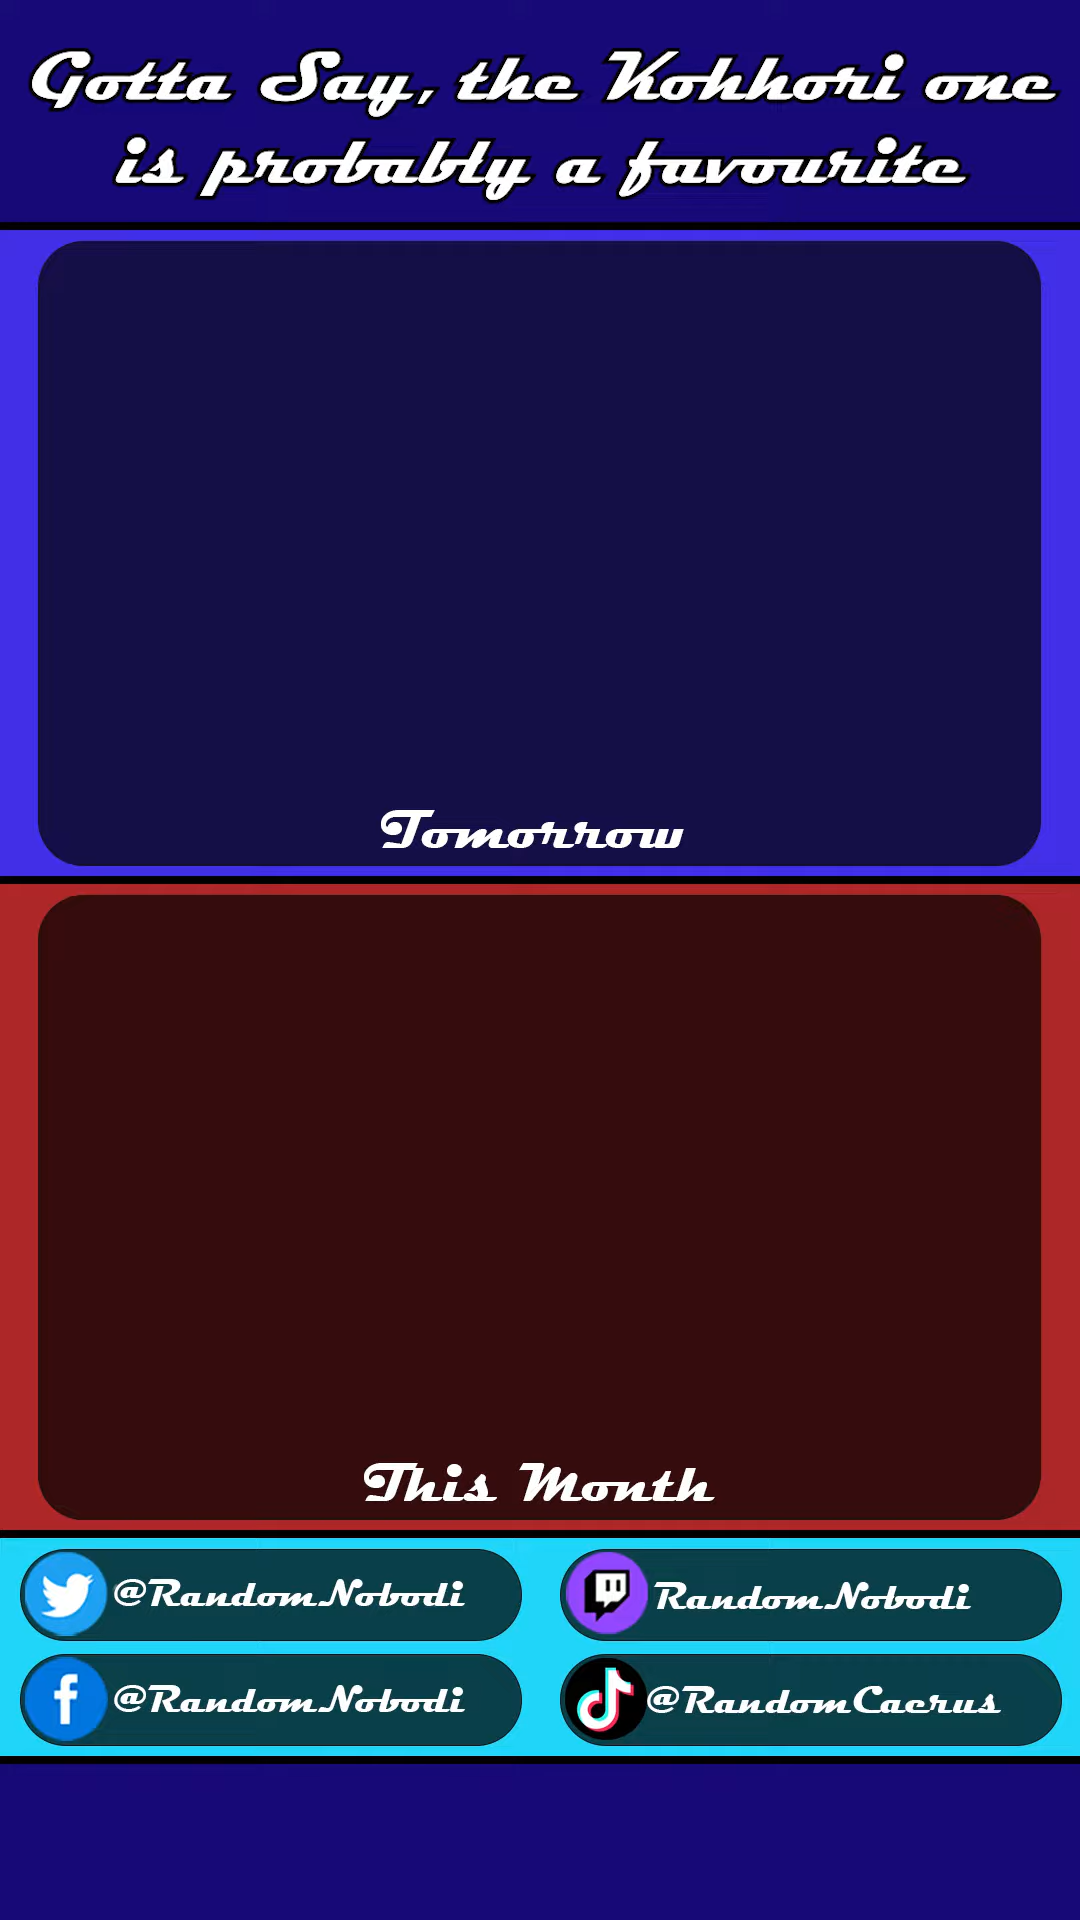 Gotta Say, the Kohhori one
is probably a favourite
Tomorrow
This Month
@RandomNobodi
RandomNobodi
@RandomNobodi
@RandomCaerus